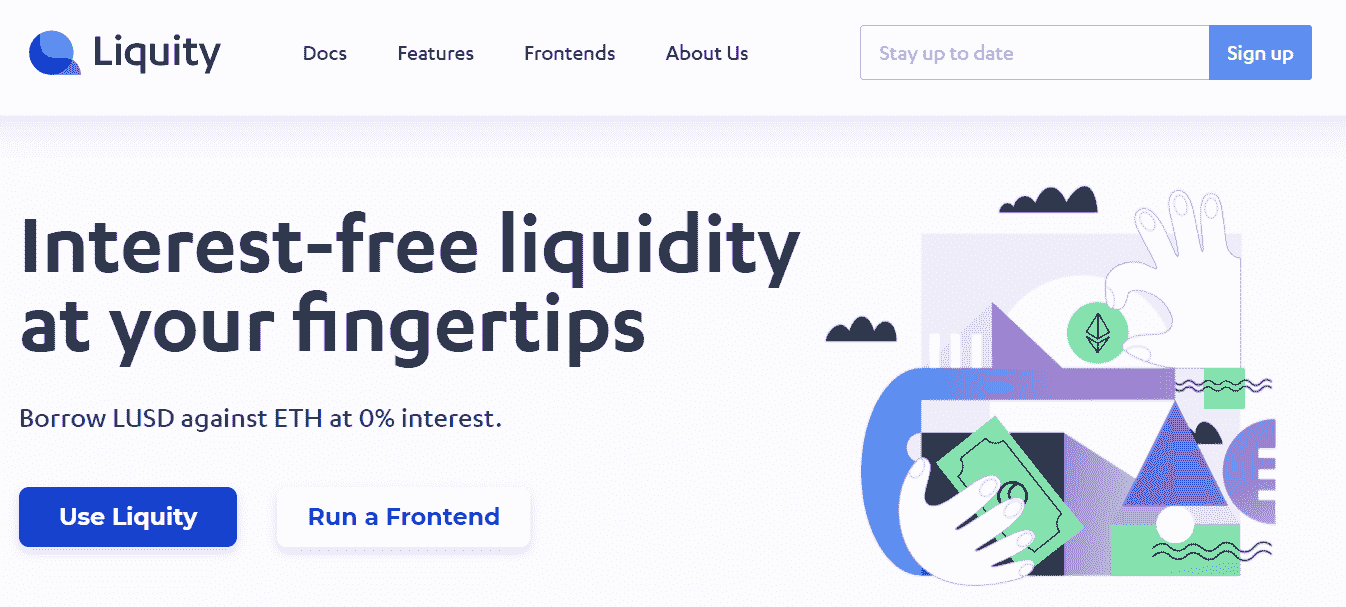 Liquity
Docs
Features
Frontends
About Us
Stay up to date
Sign up
Interest-free liquidity
at your fingertips
Borrow LUSD against ETH at 0% interest.
Use Liquity
Run a Frontend